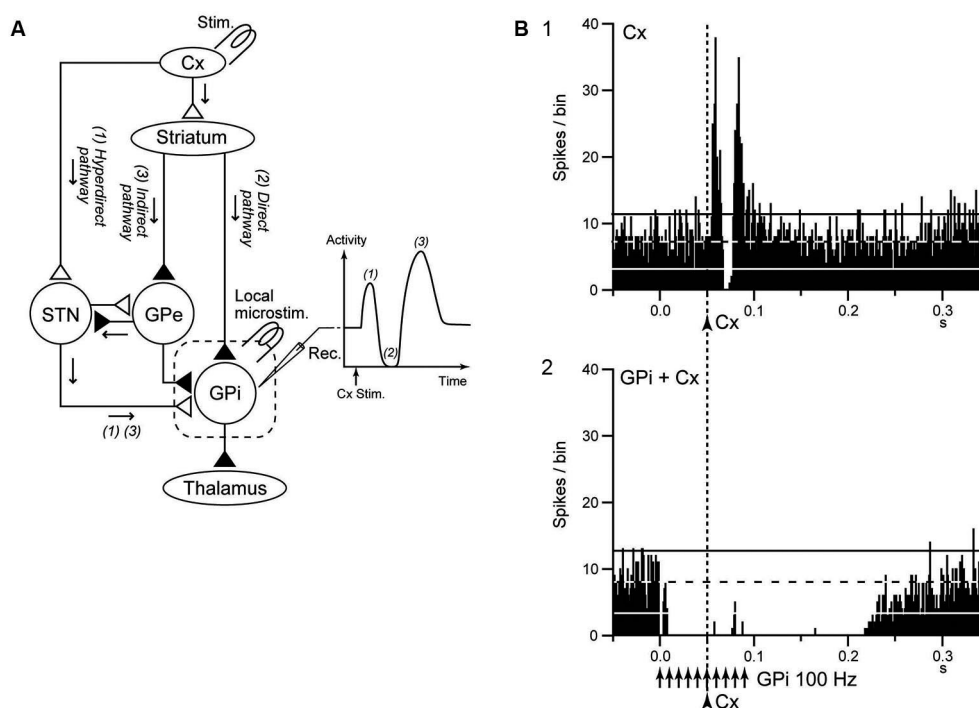 A
Stim.
Cx
Striatum
(1) Hyperdirect
pathway
(3) Indirect
pathway
(2) Direct
pathway
STN
GPe
Local
microstim.
Rec.
GPi
(1) (3)
Thalamus
Activity
(1)
(2)
(3)
Time
Cx Stim.
B 1
Cx
Spikes / bin
40
30
20
10
0
0.0 0.1 0.2 0.3
s
Cx
2
GPi + Cx
Spikes / bin
40
30
20
10
0
0.0 0.1 0.2 0.3
s
GPi 100 Hz
Cx